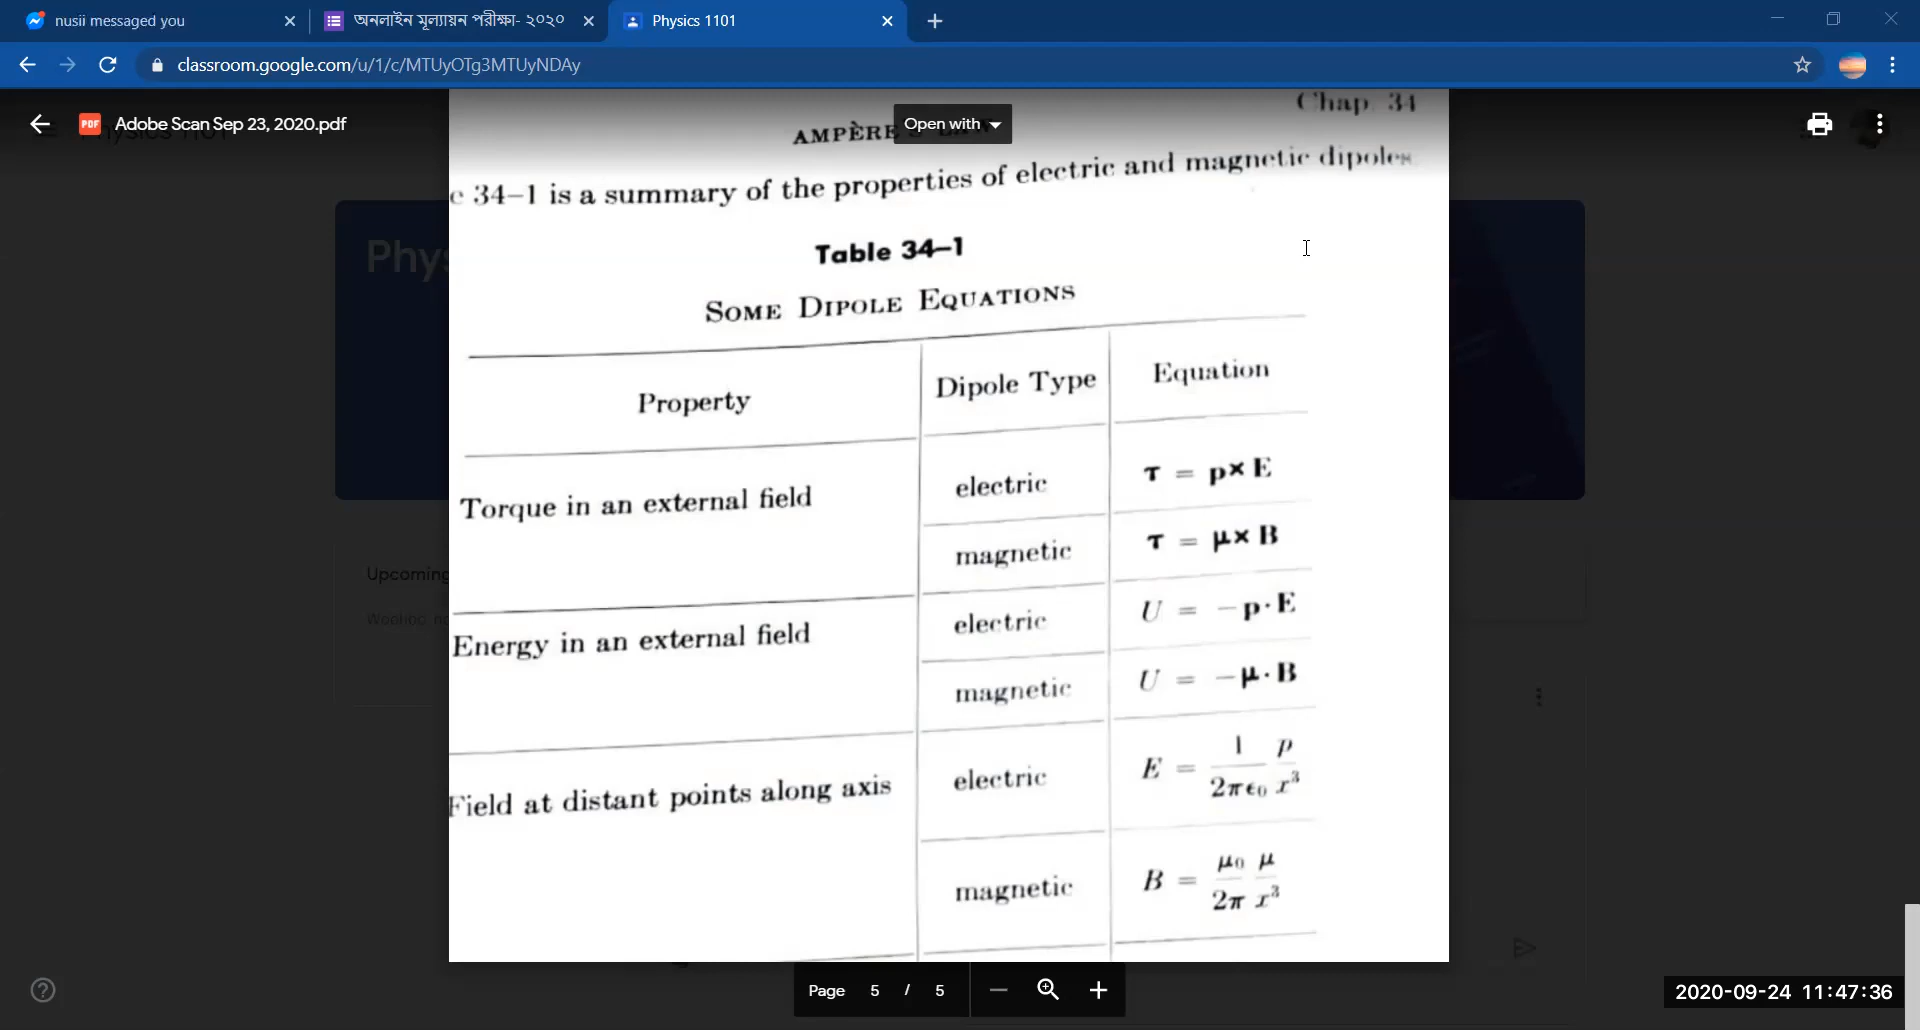 nusii messaged you
অনলাইন মূল্যায়ন পরীক্ষা- ২০২০
Physics 1101
classroom.google.com/u/1/c/MTUyOTg3MTUyNDAy
Adobe Scan Sep 23, 2020.pdf
Open with
Chap. 34
AMPÈRE
34–1 is a summary of the properties of electric and magnetic dipoles
Table 34–1
SOME DIPOLE EQUATIONS
Property Dipole Type Equation
Torque in an external field electric τ = p× E
magnetic τ = μ× B
Energy in an external field electric U = −p·E
magnetic U = −μ·B
Field at distant points along axis electric E = 1/2πϵ₀ p/x³
magnetic B = μ₀/2π μ/x³
Upcoming
Page 5 / 5
2020-09-24 11:47:36